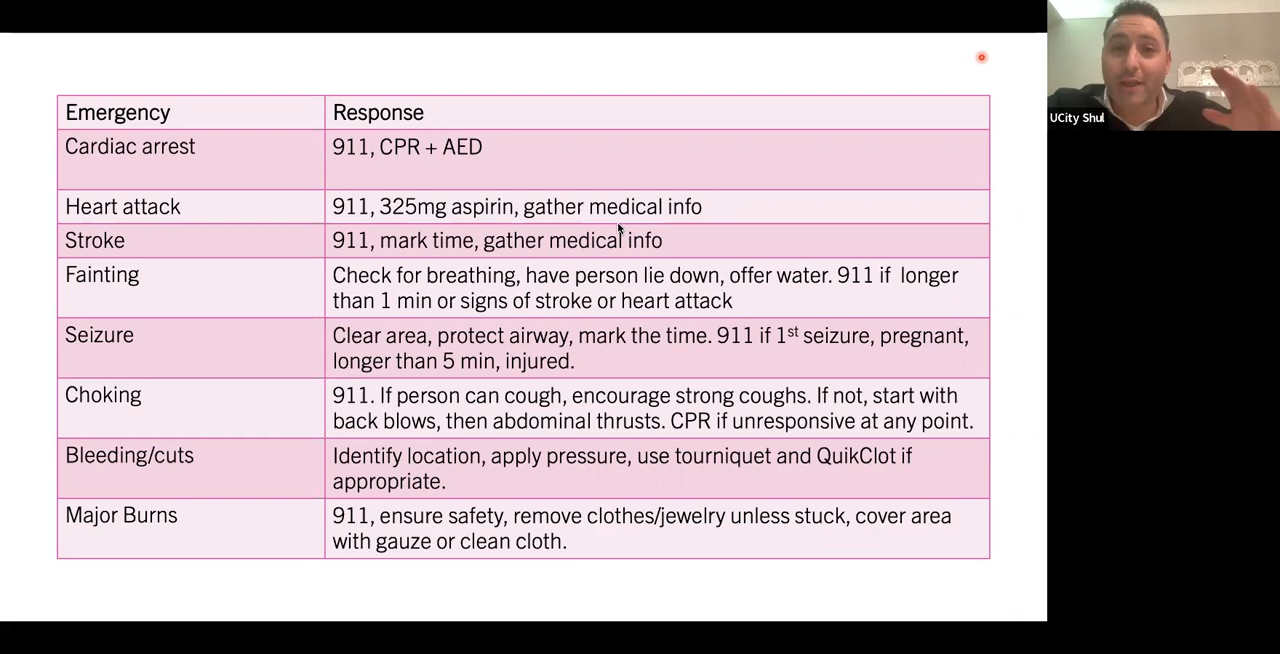 Emergency
Response
Cardiac arrest
911, CPR + AED
Heart attack
911, 325mg aspirin, gather medical info
Stroke
911, mark time, gather medical info
Fainting
Check for breathing, have person lie down, offer water. 911 if  longer
than 1 min or signs of stroke or heart attack
Seizure
Clear area, protect airway, mark the time. 911 if 1st seizure, pregnant,
longer than 5 min, injured.
Choking
911. If person can cough, encourage strong coughs. If not, start with
back blows, then abdominal thrusts. CPR if unresponsive at any point.
Bleeding/cuts
Identify location, apply pressure, use tourniquet and QuikClot if
appropriate.
Major Burns
911, ensure safety, remove clothes/jewelry unless stuck, cover area
with gauze or clean cloth.
UCity Shul